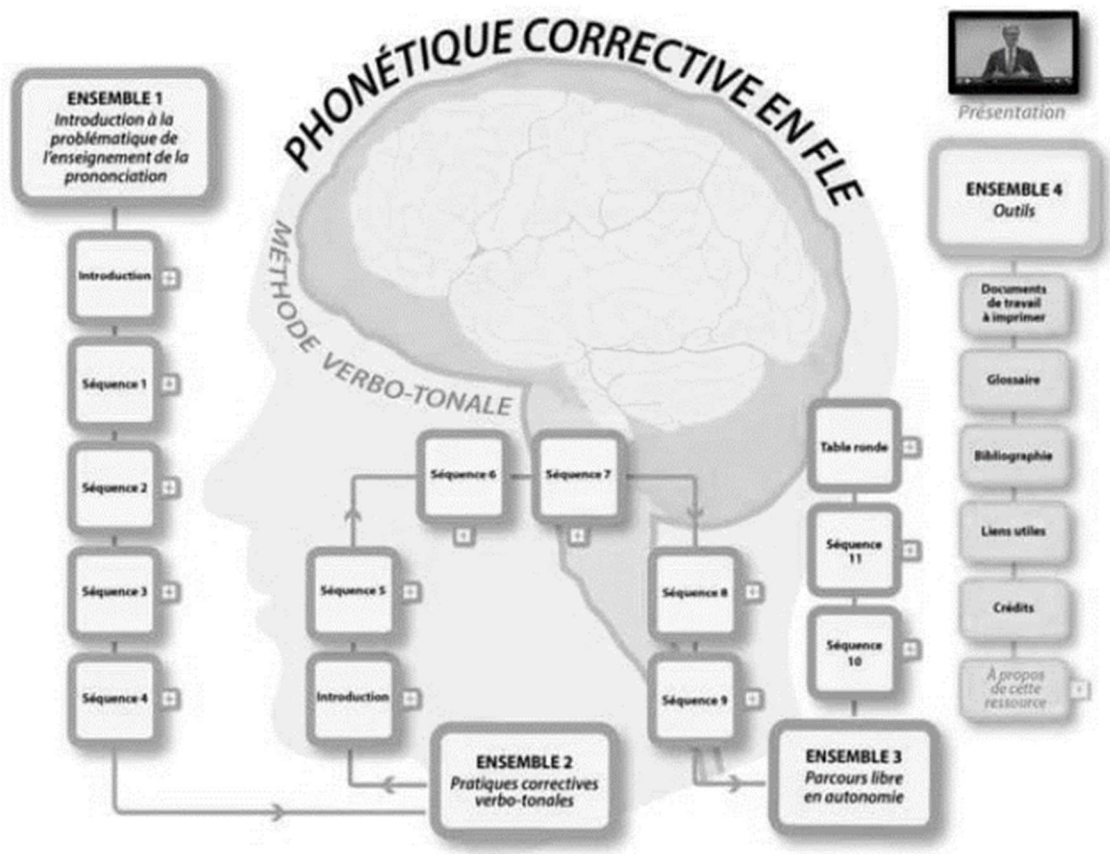 PHONÉTIQUE CORRECTIVE EN FLE
MÉTHODE VERBO-TONALE
ENSEMBLE 1
Introduction à la
problématique de
l'enseignement de la
prononciation
Introduction
Séquence 1
Séquence 2
Séquence 3
Séquence 4
ENSEMBLE 2
Pratiques correctives
verbo-tonales
Introduction
Séquence 5
Séquence 6
Séquence 7
Séquence 8
Séquence 9
ENSEMBLE 3
Parcours libre
en autonomie
Séquence
10
Séquence
11
Table ronde
Présentation
ENSEMBLE 4
Outils
Documents
de travail
à imprimer
Glossaire
Bibliographie
Liens utiles
Crédits
À propos
de cette
ressource